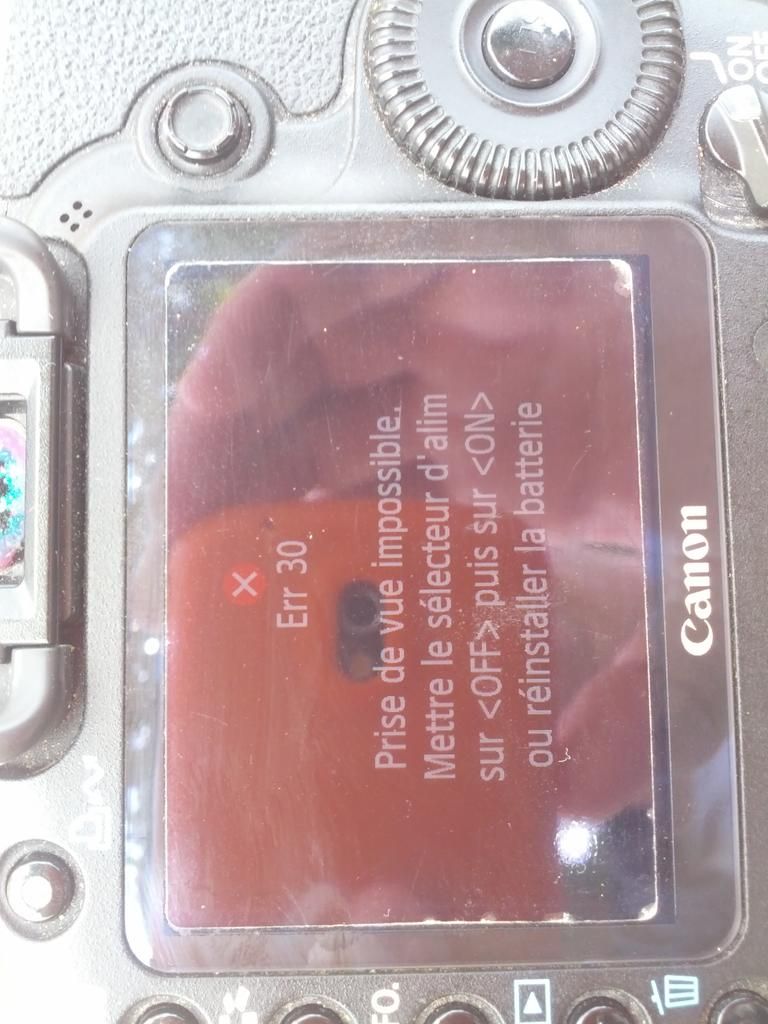 Err 30
Prise de vue impossible.
Mettre le sélecteur d'alim
sur <OFF> puis sur <ON>
ou réinstaller la batterie
Canon
ON
OFF
FO.